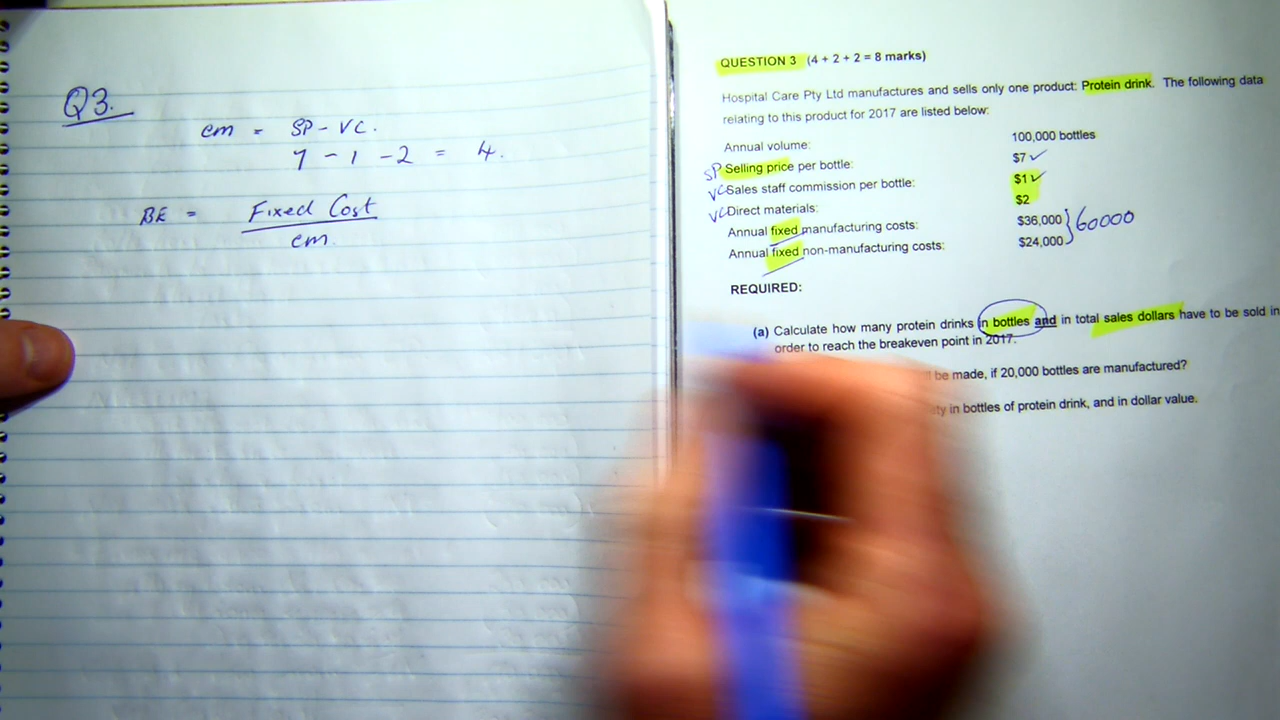 Q3.
cm = SP - VC.
7 - 1 - 2 = 4.
BE = Fixed Cost
cm.
QUESTION 3 (4 + 2 + 2 = 8 marks)
Hospital Care Pty Ltd manufactures and sells only one product: Protein drink. The following data
relating to this product for 2017 are listed below:
Annual volume: 100,000 bottles
SP Selling price per bottle: $7 ✓
VC Sales staff commission per bottle: $1 ✓
VC Direct materials: $2
Annual fixed manufacturing costs: $36,000 } 60000
Annual fixed non-manufacturing costs: $24,000
REQUIRED:
(a) Calculate how many protein drinks in bottles and in total sales dollars have to be sold in
order to reach the breakeven point in 2017.
be made, if 20,000 bottles are manufactured?
in bottles of protein drink, and in dollar value.